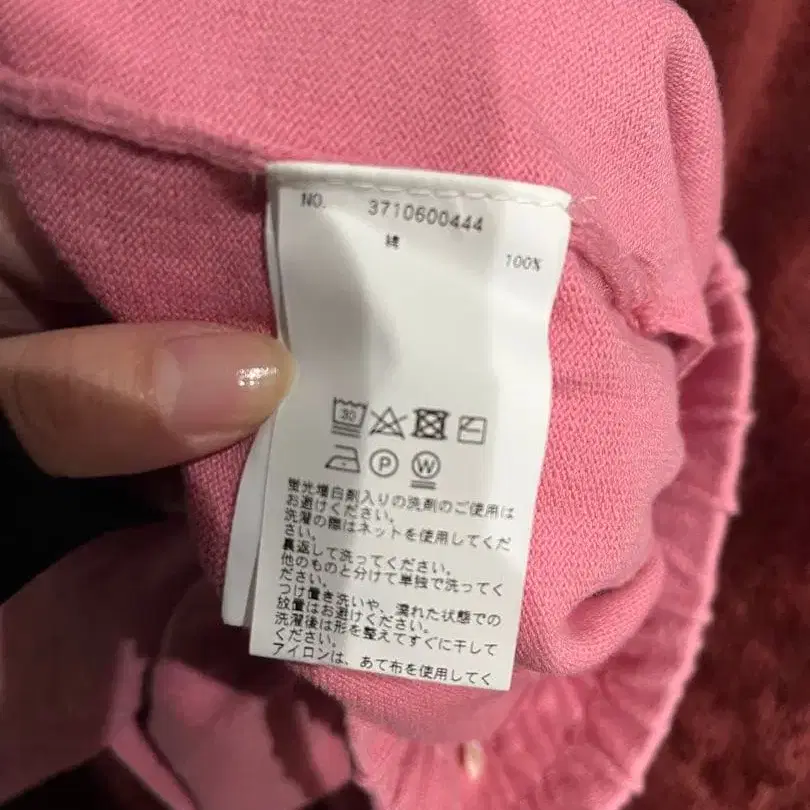 NO. 3710600444
綿 100%
30
P
W
蛍光増白剤入りの洗剤のご使用は
お避けください。
洗濯の際はネットを使用してくだ
さい。
裏返して洗ってください。
他のものと分けて単独で洗ってく
ださい。
つけ置き洗いや、濡れた状態での
放置はお避けください。
洗濯後は形を整えてすぐに干して
ください。
アイロンは、あて布を使用してく